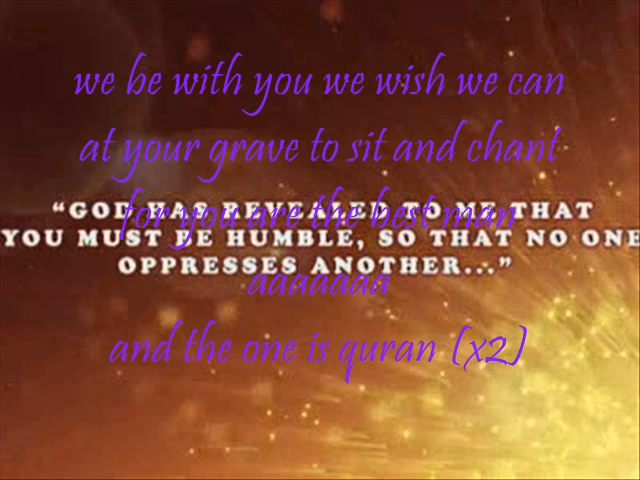 we be with you we wish we can
at your grave to sit and chant
for you are the best man
aaaaaaa
and the one is quran (x2)
“GOD HAS REVEALED TO ME THAT
YOU MUST BE HUMBLE, SO THAT NO ONE
OPPRESSES ANOTHER...”